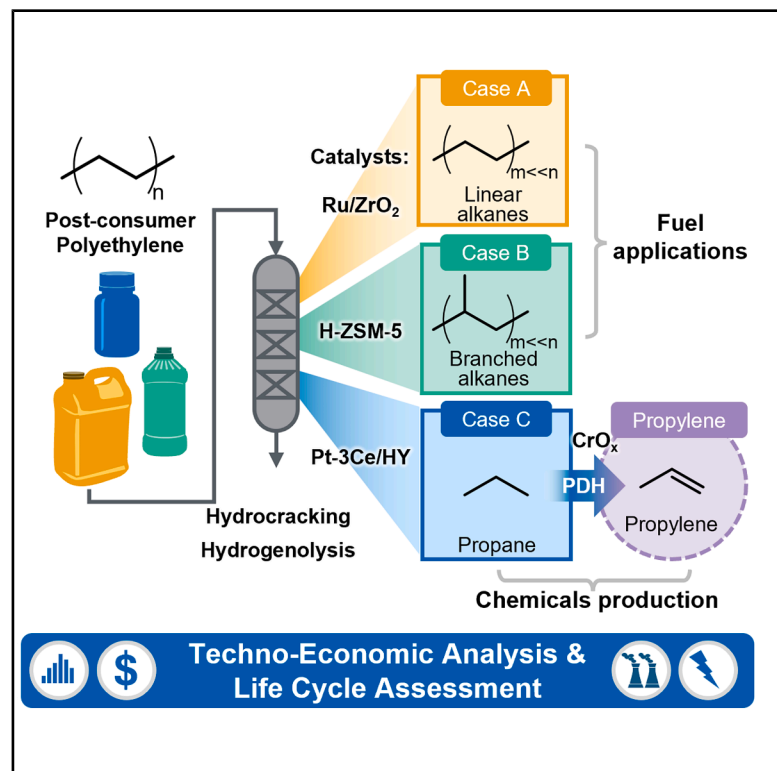 n
Post-consumer
Polyethylene
Catalysts:
Ru/ZrO₂
H-ZSM-5
Pt-3Ce/HY
Hydrocracking
Hydrogenolysis
Case A
m<<n
Linear
alkanes
Case B
m<<n
Branched
alkanes
Fuel
applications
Case C
Propane
CrOₓ
PDH
Propylene
Propylene
Chemicals production
$
Techno-Economic Analysis &
Life Cycle Assessment